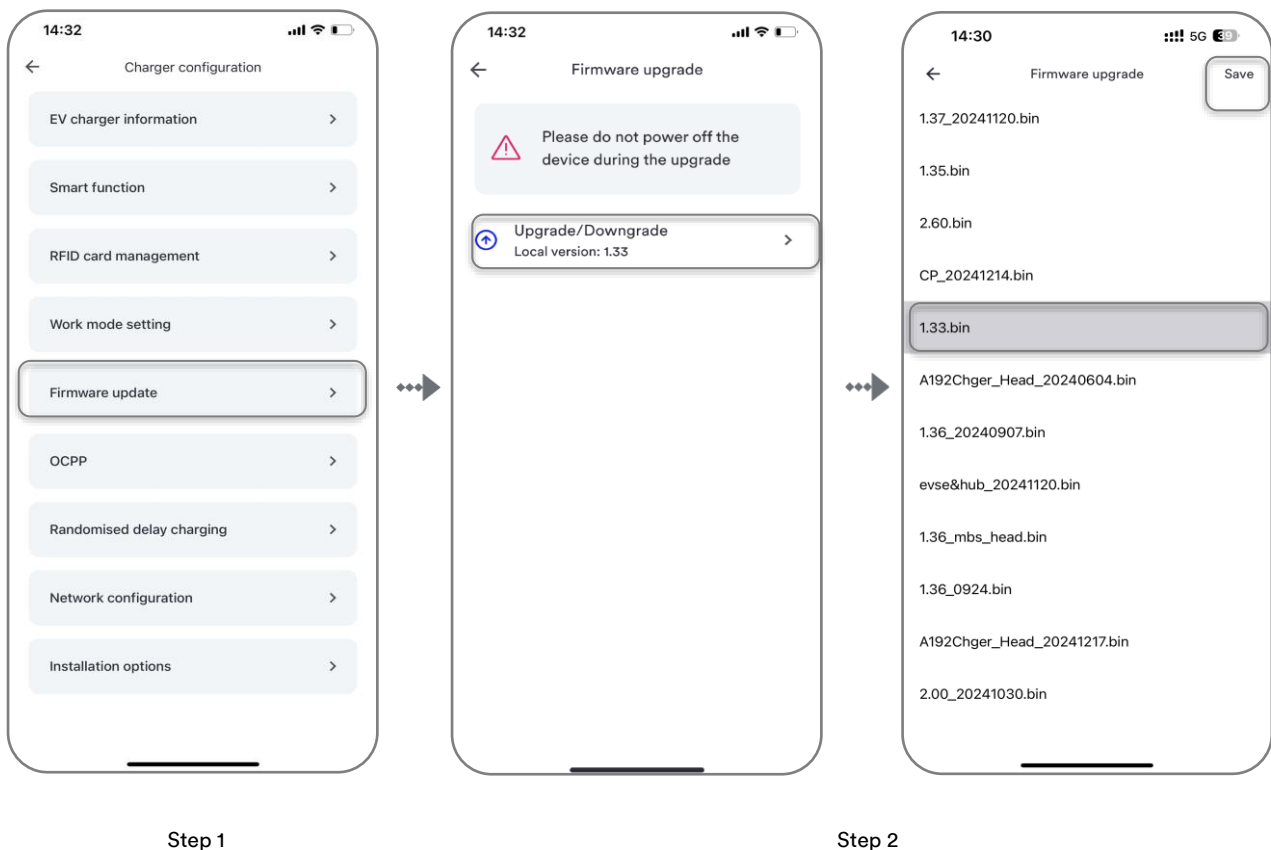 14:32
Charger configuration
EV charger information
Smart function
RFID card management
Work mode setting
Firmware update
OCPP
Randomised delay charging
Network configuration
Installation options
14:32
Firmware upgrade
Please do not power off the
device during the upgrade
Upgrade/Downgrade
Local version: 1.33
14:30
5G 39
Firmware upgrade
Save
1.37_20241120.bin
1.35.bin
2.60.bin
CP_20241214.bin
1.33.bin
A192Chger_Head_20240604.bin
1.36_20240907.bin
evse&hub_20241120.bin
1.36_mbs_head.bin
1.36_0924.bin
A192Chger_Head_20241217.bin
2.00_20241030.bin
Step 1
Step 2